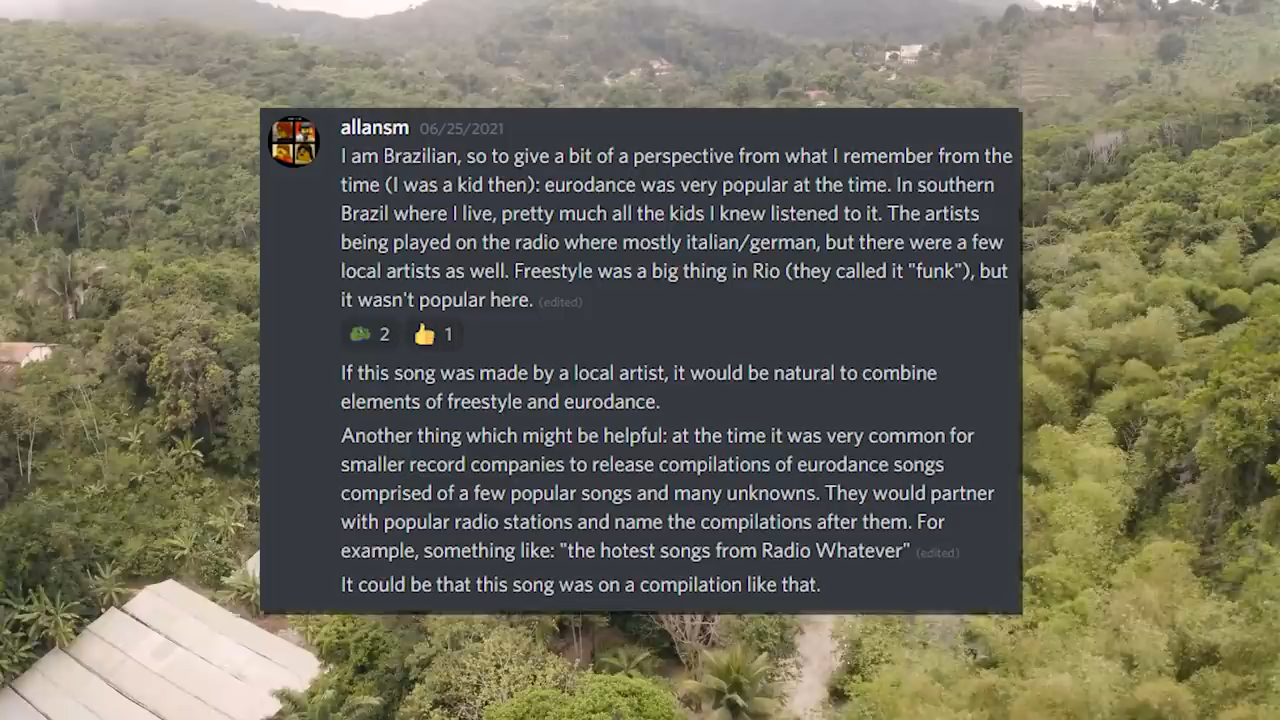 allansm 06/25/2021
I am Brazilian, so to give a bit of a perspective from what I remember from the
time (I was a kid then): eurodance was very popular at the time. In southern
Brazil where I live, pretty much all the kids I knew listened to it. The artists
being played on the radio where mostly italian/german, but there were a few
local artists as well. Freestyle was a big thing in Rio (they called it "funk"), but
it wasn't popular here. (edited)
2 1
If this song was made by a local artist, it would be natural to combine
elements of freestyle and eurodance.
Another thing which might be helpful: at the time it was very common for
smaller record companies to release compilations of eurodance songs
comprised of a few popular songs and many unknowns. They would partner
with popular radio stations and name the compilations after them. For
example, something like: "the hotest songs from Radio Whatever" (edited)
It could be that this song was on a compilation like that.